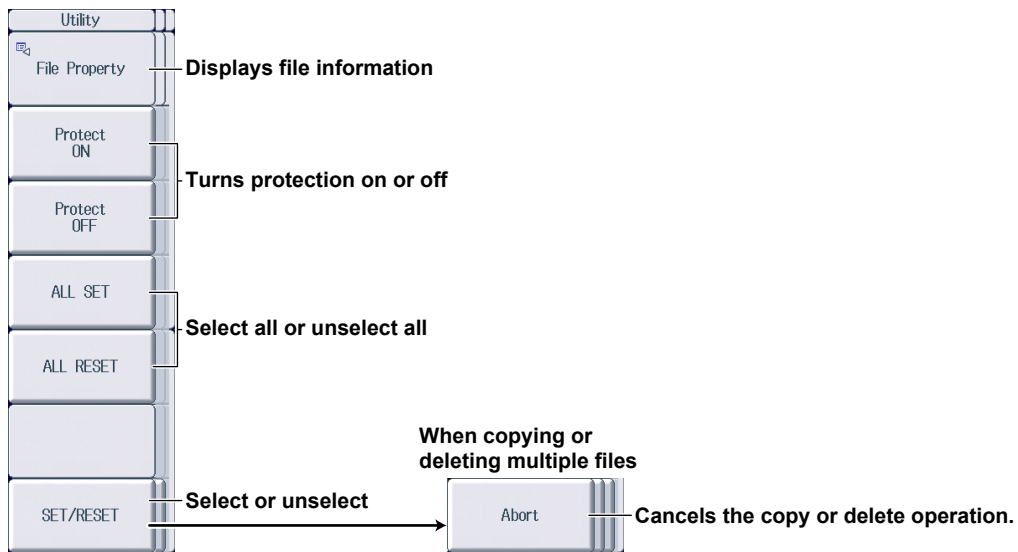 Utility
File Property
Displays file information
Protect
ON
Turns protection on or off
Protect
OFF
ALL SET
Select all or unselect all
ALL RESET
When copying or
deleting multiple files
SET/RESET
Select or unselect
Abort
Cancels the copy or delete operation.